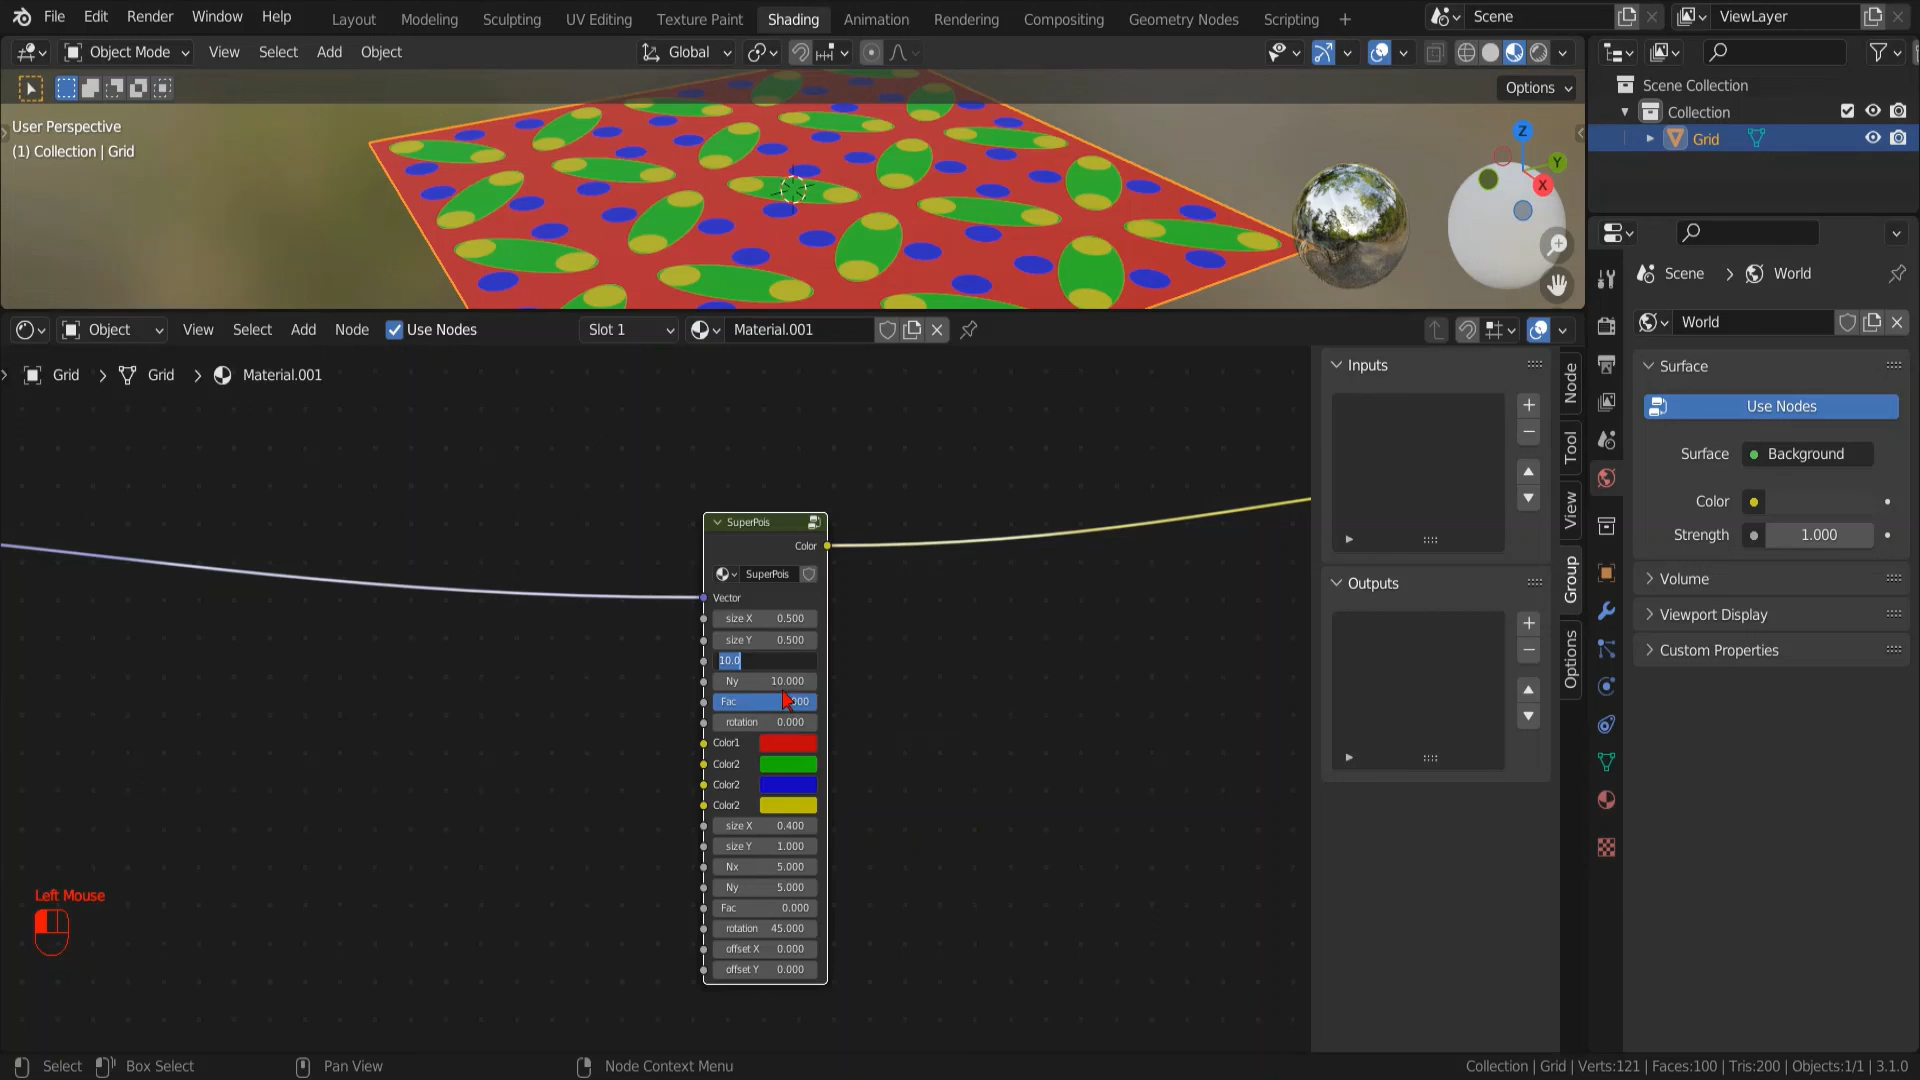 File Edit Render Window Help Layout Modeling Sculpting UV Editing Texture Paint Shading Animation Rendering Compositing Geometry Nodes Scripting + Scene ViewLayer
Object Mode View Select Add Object Global
Options
User Perspective
(1) Collection | Grid
Z
Y
X
Scene Collection
Collection
Grid
Scene > World
World
Surface
Use Nodes
Surface Background
Color
Strength 1.000
Volume
Viewport Display
Custom Properties
Object View Select Add Node Use Nodes Slot 1 Material.001
Grid > Grid > Material.001
Inputs
Outputs
Node
Tool
View
Group
Options
SuperPois
Color
SuperPois
Vector
size X 0.500
size Y 0.500
10.0
Ny 10.000
Fac
rotation 0.000
Color1
Color2
Color2
Color2
size X 0.400
size Y 1.000
Nx 5.000
Ny 5.000
Fac 0.000
rotation 45.000
offset X 0.000
offset Y 0.000
Left Mouse
Select Box Select Pan View Node Context Menu Collection | Grid | Verts:121 | Faces:100 | Tris:200 | Objects:1/1 | 3.1.0